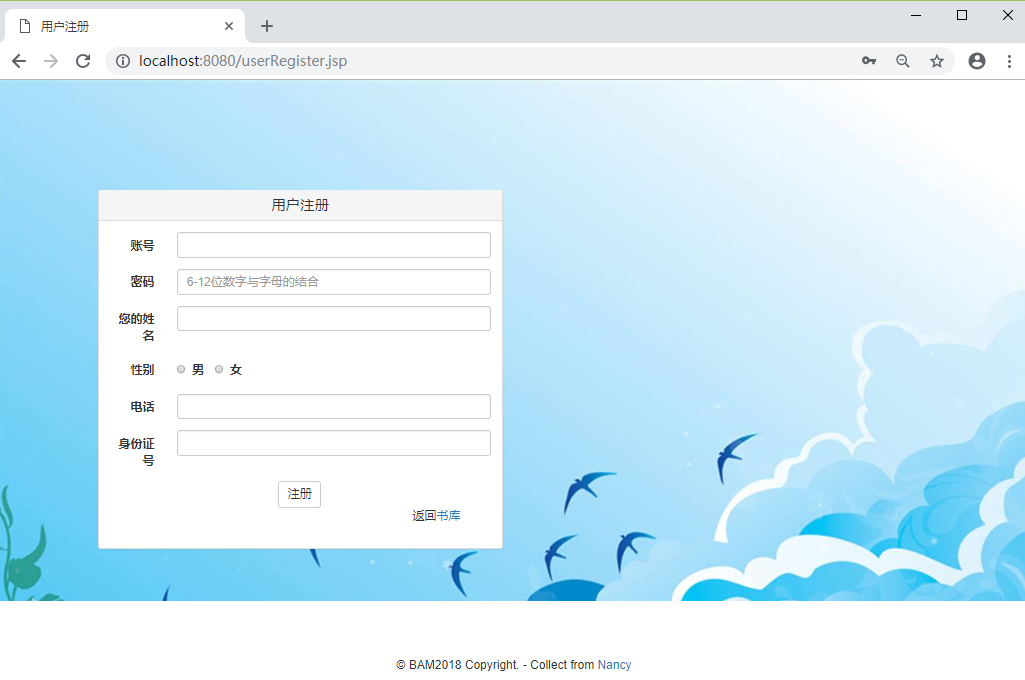 用户注册
localhost:8080/userRegister.jsp
用户注册
账号
密码 6-12位数字与字母的结合
您的姓
名
性别 男 女
电话
身份证
号
注册
返回书库
© BAM2018 Copyright. - Collect from Nancy